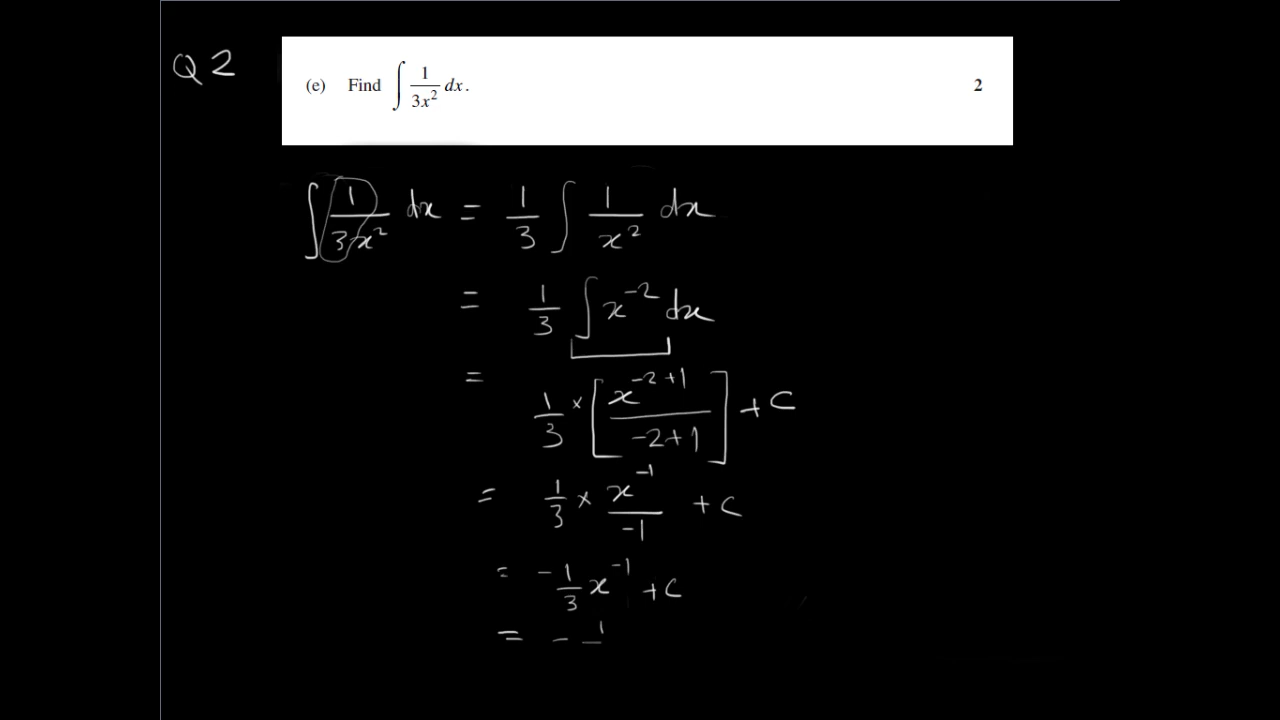 Q2
(e) Find ∫ 1/(3x²) dx. 2
∫ 1/(3x²) dx = 1/3 ∫ 1/x² dx
= 1/3 ∫ x⁻² dx
= 1/3 × [x⁻²⁺¹/(-2+1)] + C
= 1/3 × x⁻¹/-1 + C
= -1/3 x⁻¹ + C
= - 1